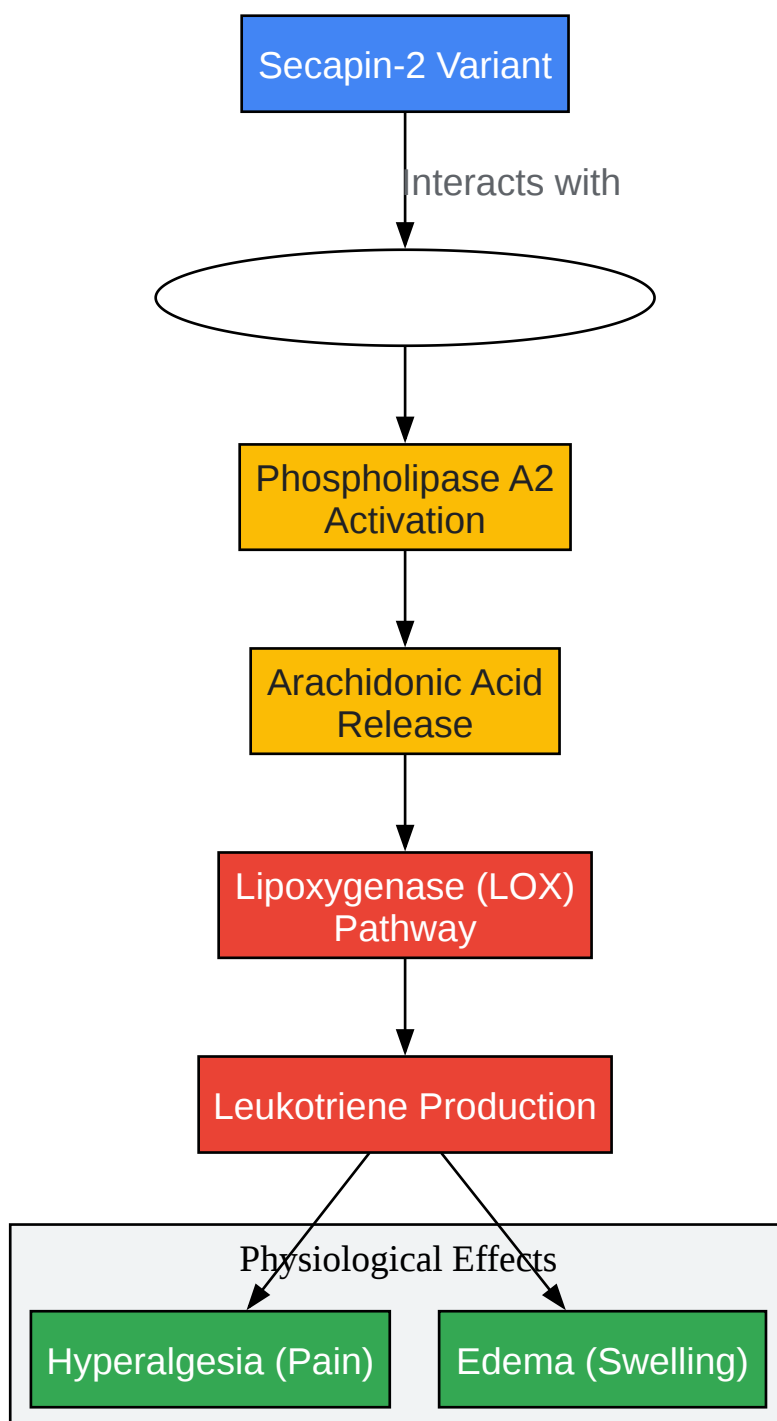 Secapin-2 Variant
Interacts with
Phospholipase A2
Activation
Arachidonic Acid
Release
Lipoxygenase (LOX)
Pathway
Leukotriene Production
Physiological Effects
Hyperalgesia (Pain)
Edema (Swelling)